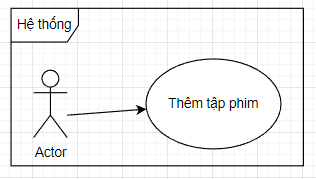 Hệ thống
Thêm tập phim
Actor